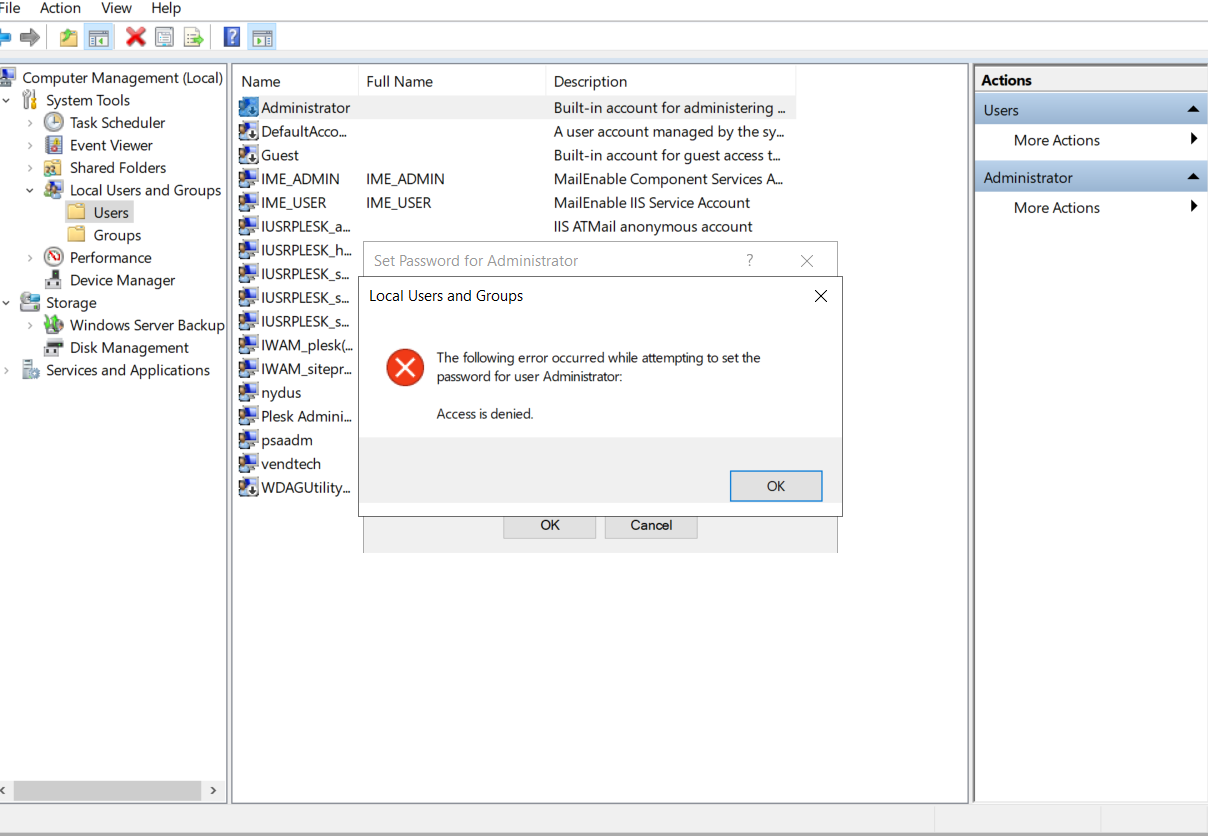 File Action View Help
Computer Management (Local)
System Tools
Task Scheduler
Event Viewer
Shared Folders
Local Users and Groups
Users
Groups
Performance
Device Manager
Storage
Windows Server Backup
Disk Management
Services and Applications
Name Full Name Description
Administrator Built-in account for administering ...
DefaultAcco... A user account managed by the sy...
Guest Built-in account for guest access t...
IME_ADMIN IME_ADMIN MailEnable Component Services A...
IME_USER IME_USER MailEnable IIS Service Account
IUSRPLESK_a... IIS ATMail anonymous account
IUSRPLESK_h...
IUSRPLESK_s...
IUSRPLESK_s...
IUSRPLESK_s...
IWAM_plesk(...
IWAM_sitepr...
nydus
Plesk Admini...
psaadm
vendtech
WDAGUtility...
Set Password for Administrator ?
Local Users and Groups
The following error occurred while attempting to set the
password for user Administrator:
Access is denied.
OK
OK Cancel
Actions
Users
More Actions
Administrator
More Actions